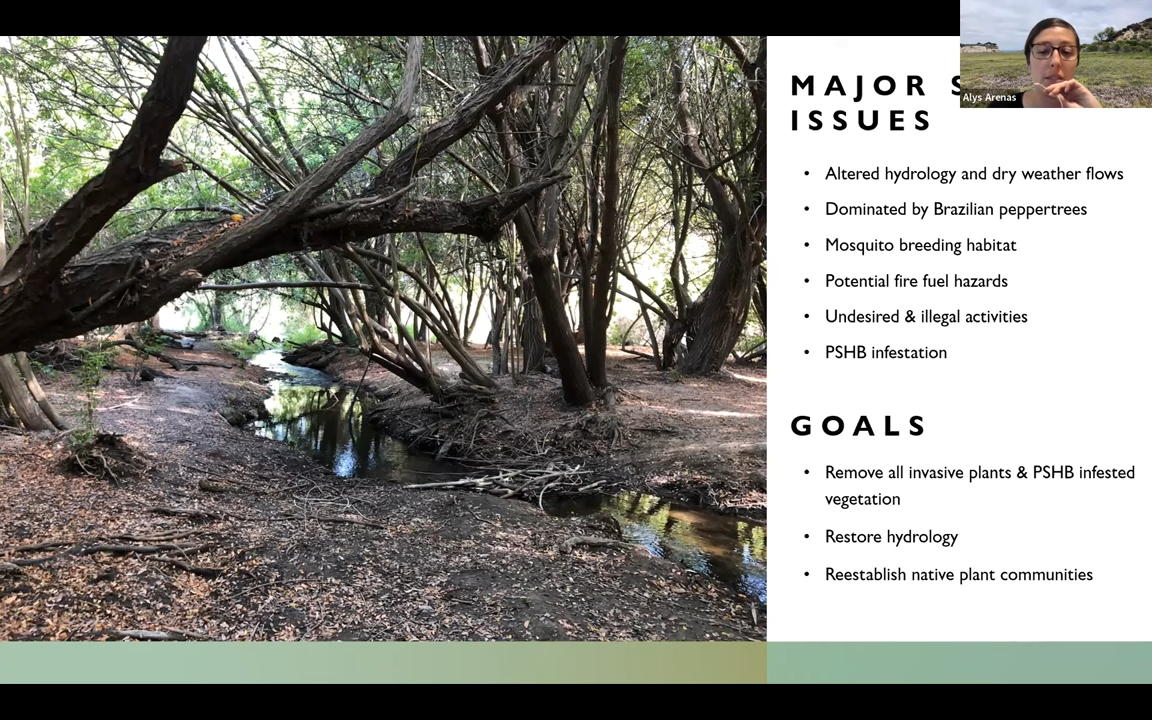 MAJOR
ISSUES
Alys Arenas
• Altered hydrology and dry weather flows
• Dominated by Brazilian peppertrees
• Mosquito breeding habitat
• Potential fire fuel hazards
• Undesired & illegal activities
• PSHB infestation
GOALS
• Remove all invasive plants & PSHB infested
vegetation
• Restore hydrology
• Reestablish native plant communities